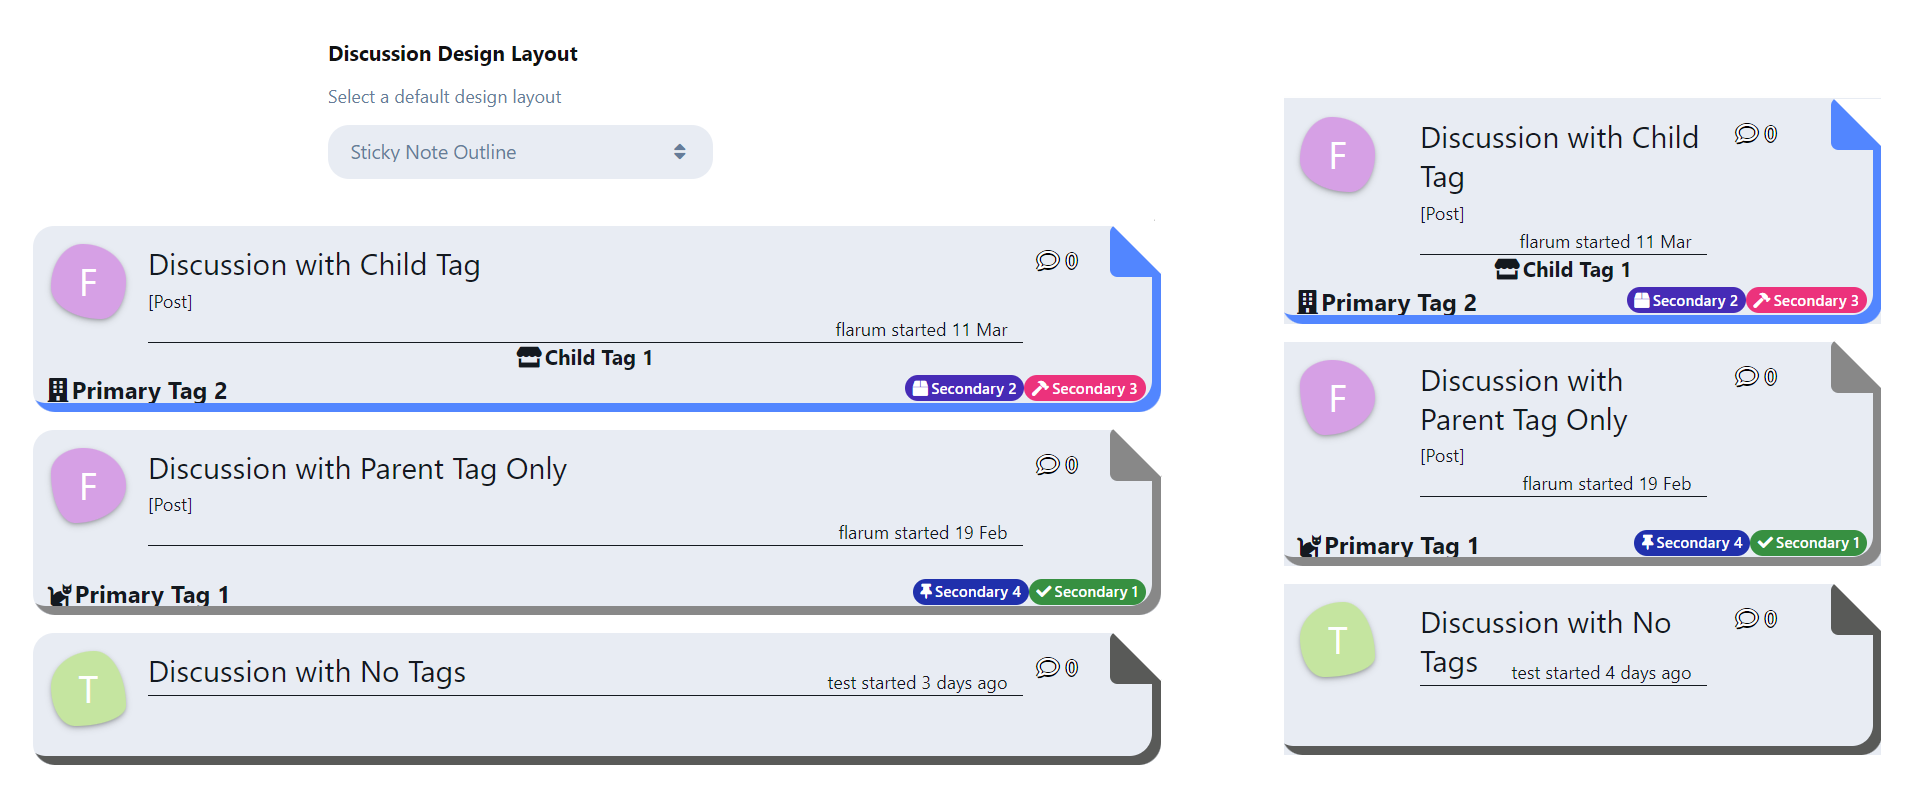 Discussion Design Layout
Select a default design layout
Sticky Note Outline
F
Discussion with Child Tag
0
[Post]
flarum started 11 Mar
Child Tag 1
Primary Tag 2
Secondary 2
Secondary 3
F
Discussion with Parent Tag Only
0
[Post]
flarum started 19 Feb
Primary Tag 1
Secondary 4
Secondary 1
T
Discussion with No Tags
0
test started 3 days ago
F
Discussion with Child
Tag
0
[Post]
flarum started 11 Mar
Child Tag 1
Primary Tag 2
Secondary 2
Secondary 3
F
Discussion with
Parent Tag Only
0
[Post]
flarum started 19 Feb
Primary Tag 1
Secondary 4
Secondary 1
T
Discussion with No
Tags
0
test started 4 days ago